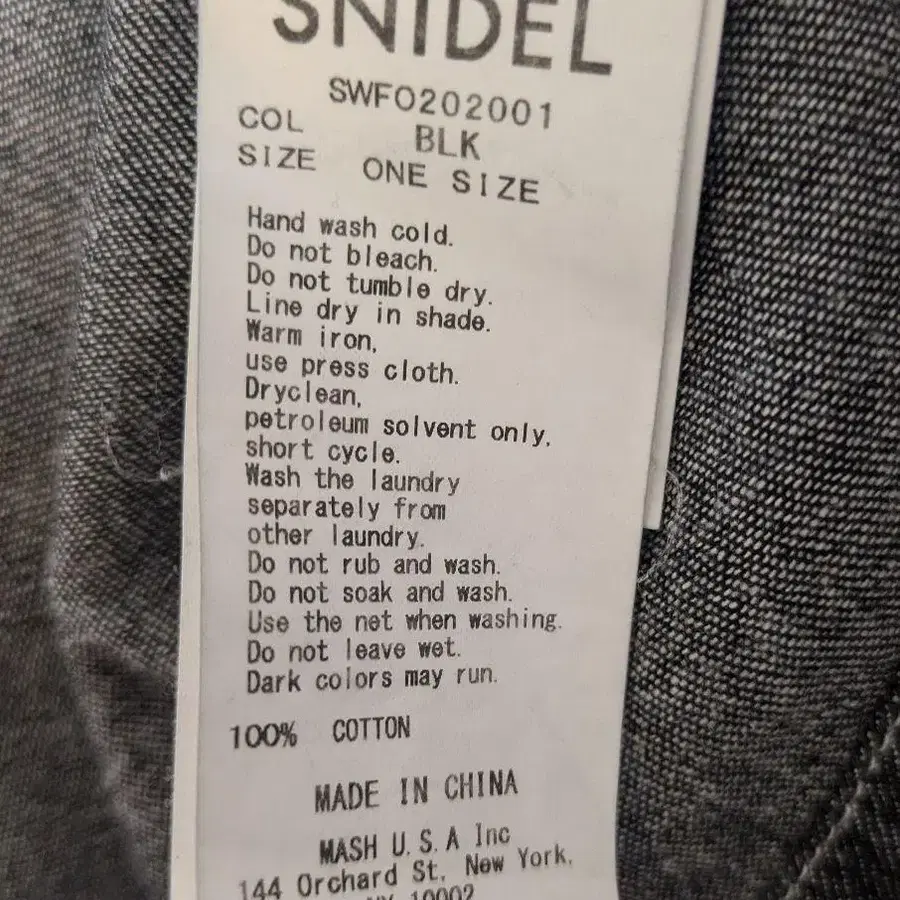 SNIDEL
SWFO202001
COL BLK
SIZE ONE SIZE
Hand wash cold.
Do not bleach.
Do not tumble dry.
Line dry in shade.
Warm iron,
use press cloth.
Dryclean,
petroleum solvent only,
short cycle.
Wash the laundry
separately from
other laundry.
Do not rub and wash.
Do not soak and wash.
Use the net when washing.
Do not leave wet.
Dark colors may run.
100% COTTON
MADE IN CHINA
MASH U.S.A Inc
144 Orchard St, New York,
NY 10002